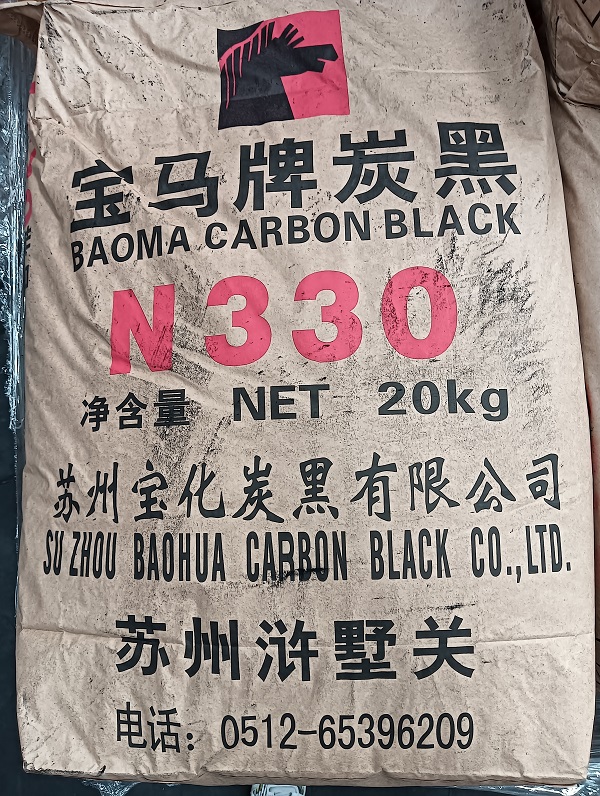 宝马牌炭黑
BAOMA CARBON BLACK
N330
净含量 NET 20kg
苏州宝化炭黑有限公司
SU ZHOU BAOHUA CARBON BLACK CO.,LTD.
苏州浒墅关
电话：0512-65396209